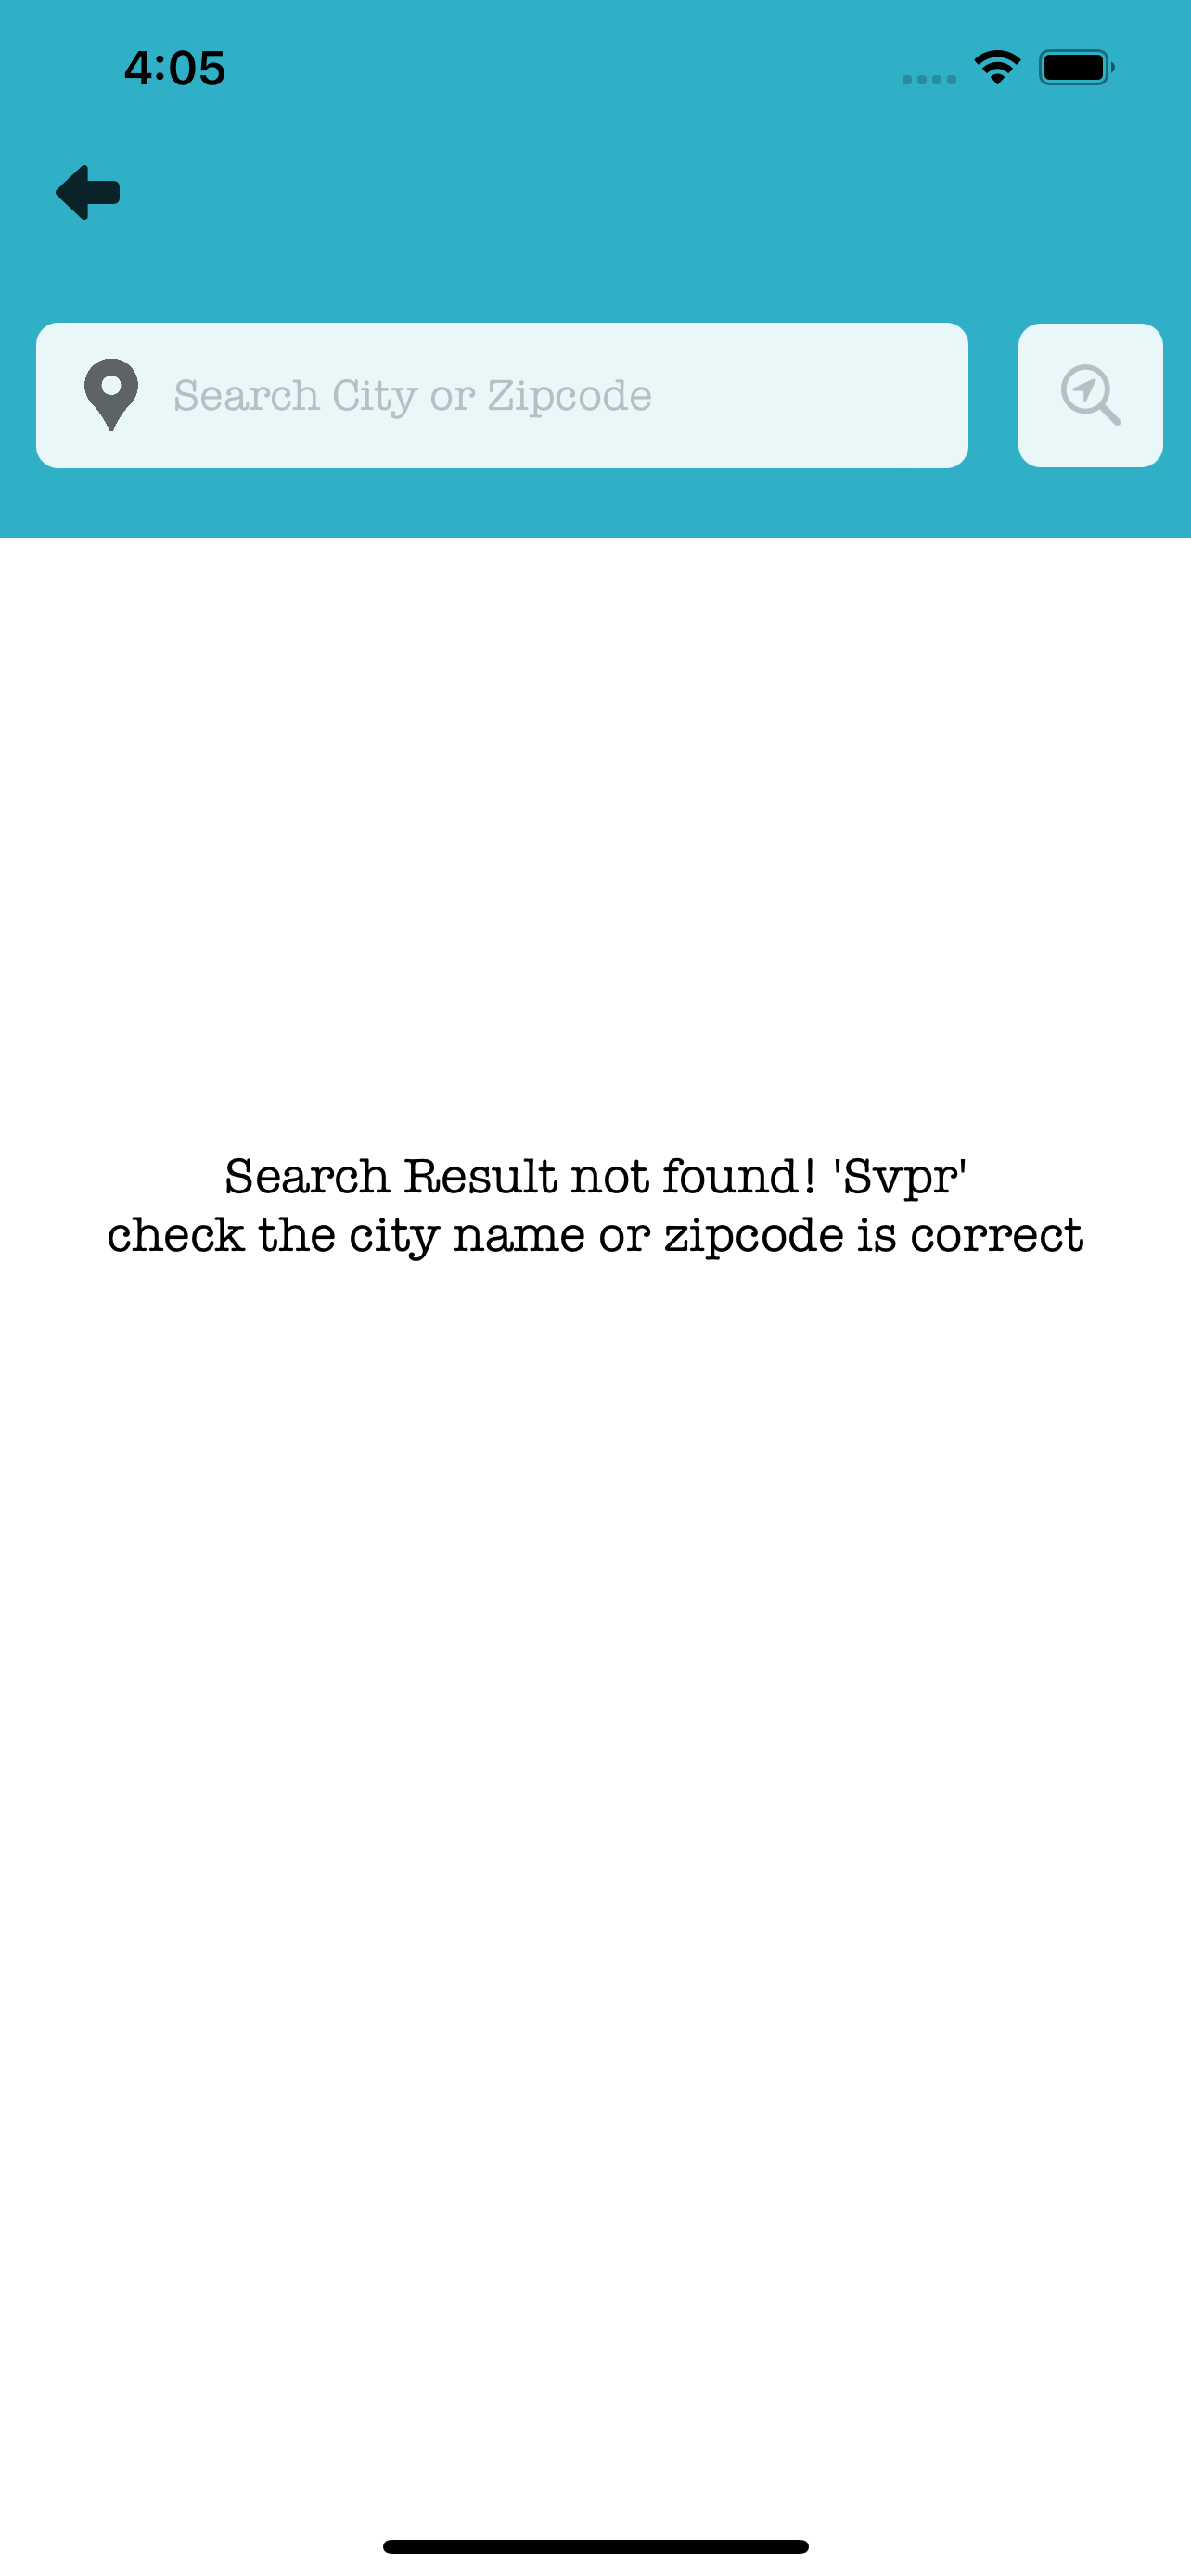 4:05
Search City or Zipcode
Search Result not found! 'Svpr'
check the city name or zipcode is correct